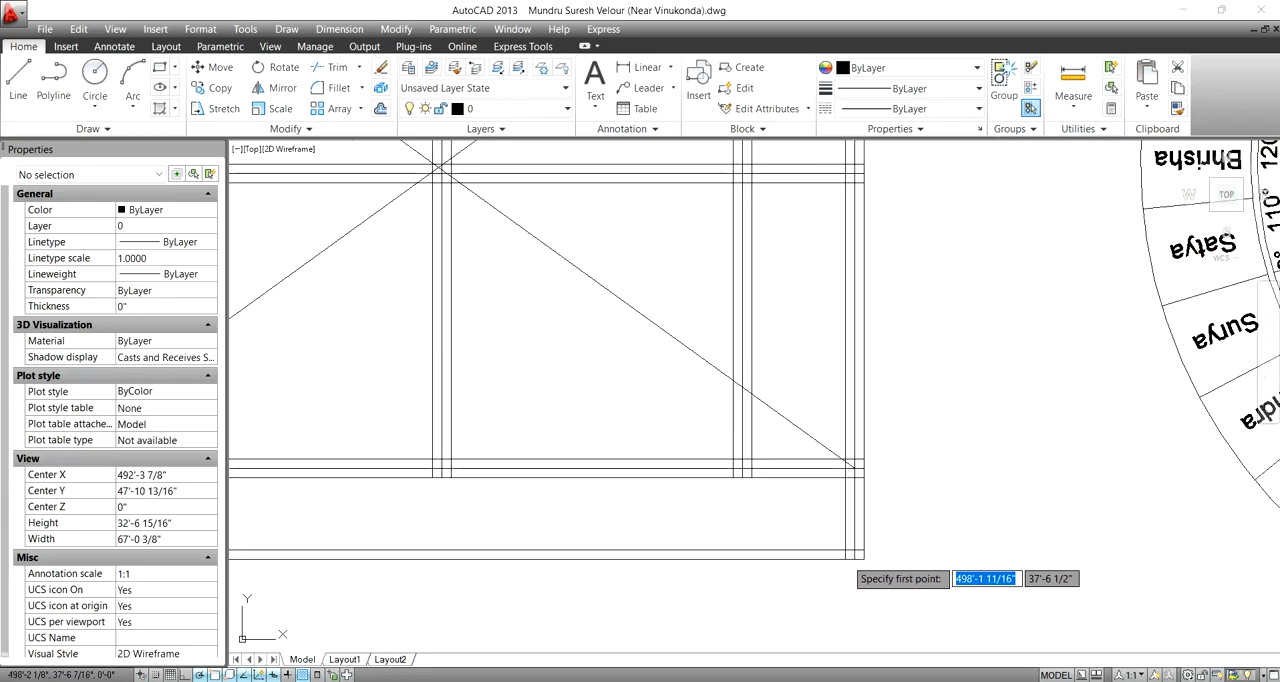 AutoCAD 2013    Mundru Suresh Velour (Near Vinukonda).dwg
File Edit View Insert Format Tools Draw Dimension Modify Parametric Window Help Express
Home Insert Annotate Layout Parametric View Manage Output Plug-ins Online Express Tools
Move Rotate Trim Linear Create ByLayer
Copy Mirror Fillet Unsaved Layer State Leader Edit ByLayer
Line Polyline Circle Arc Text Insert Group Measure Paste
Stretch Scale Array 0 Table Edit Attributes ByLayer
Draw Modify Layers Annotation Block Properties Groups Utilities Clipboard
Properties
[−][Top][2D Wireframe]
No selection
General
Color ByLayer
Layer 0
Linetype ByLayer
Linetype scale 1.0000
Lineweight ByLayer
Transparency ByLayer
Thickness 0"
3D Visualization
Material ByLayer
Shadow display Casts and Receives S...
Plot style
Plot style ByColor
Plot style table None
Plot table attache... Model
Plot table type Not available
View
Center X 492'-3 7/8"
Center Y 47'-10 13/16"
Center Z 0"
Height 32'-6 15/16"
Width 67'-0 3/8"
Misc
Annotation scale 1:1
UCS icon On Yes
UCS icon at origin Yes
UCS per viewport Yes
UCS Name
Visual Style 2D Wireframe
Bhrisha
Satya
Surya
110°
W
TOP
WCS
Specify first point: 498'-1 11/16" 37'-6 1/2"
Y
X
Model Layout1 Layout2
498'-2 1/8", 37'-6 7/16", 0'-0"
MODEL 1:1